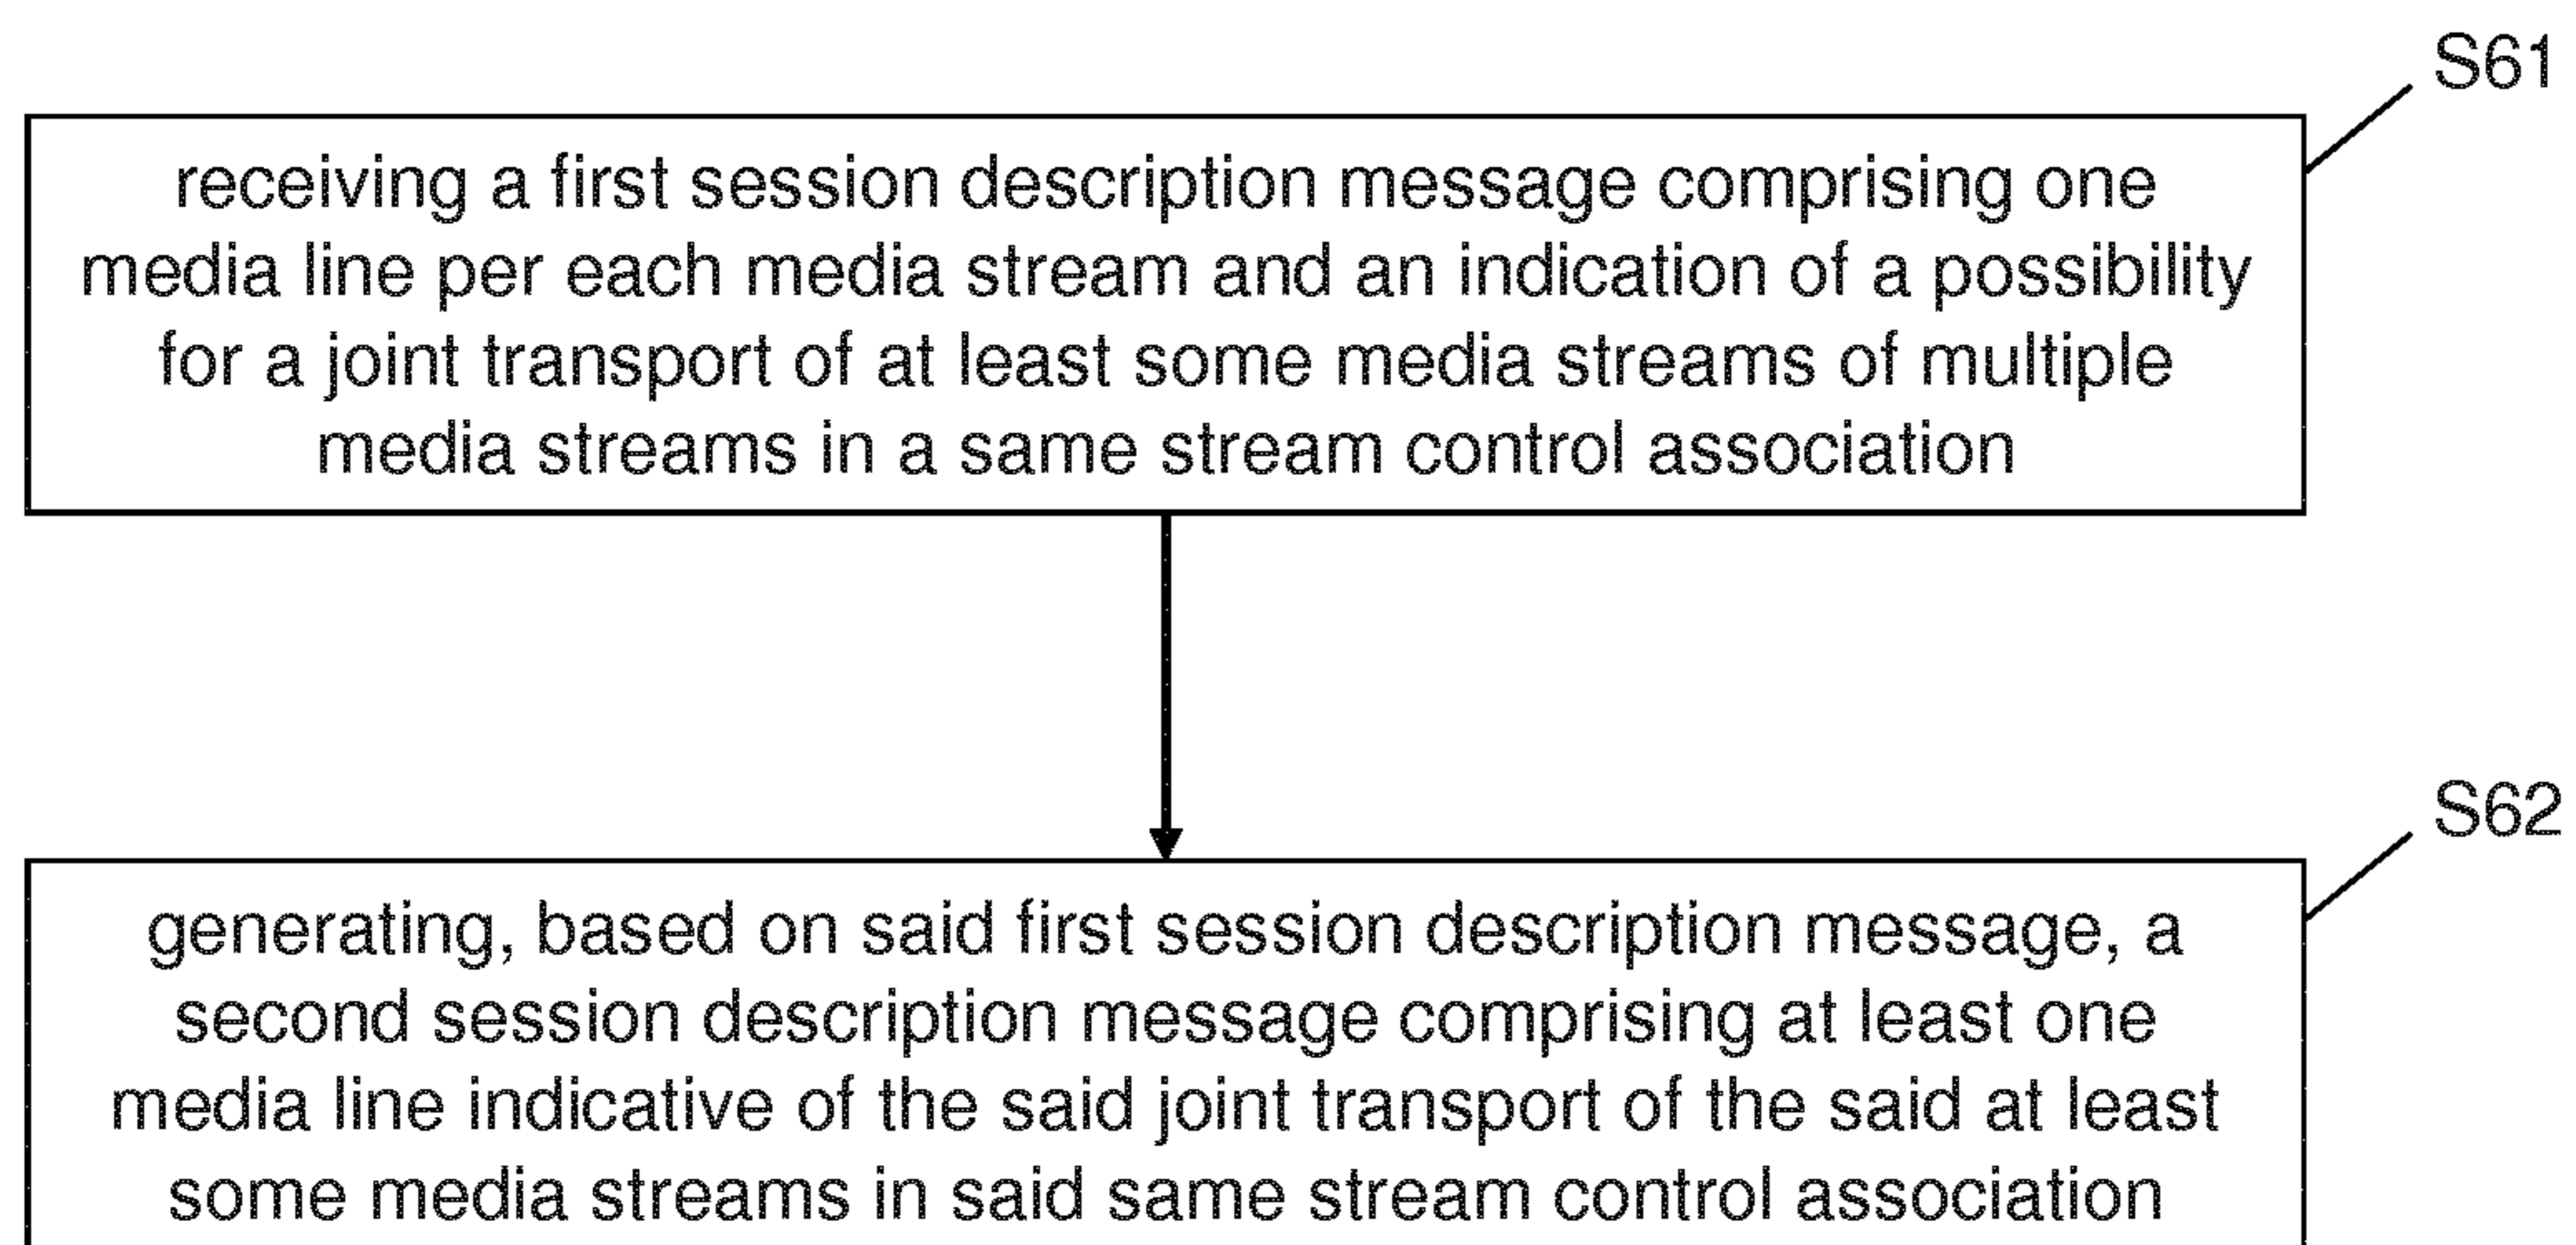 S61
receiving a first session description message comprising one
media line per each media stream and an indication of a possibility
for a joint transport of at least some media streams of multiple
media streams in a same stream control association
S62
generating, based on said first session description message, a
second session description message comprising at least one
media line indicative of the said joint transport of the said at least
some media streams in said same stream control association